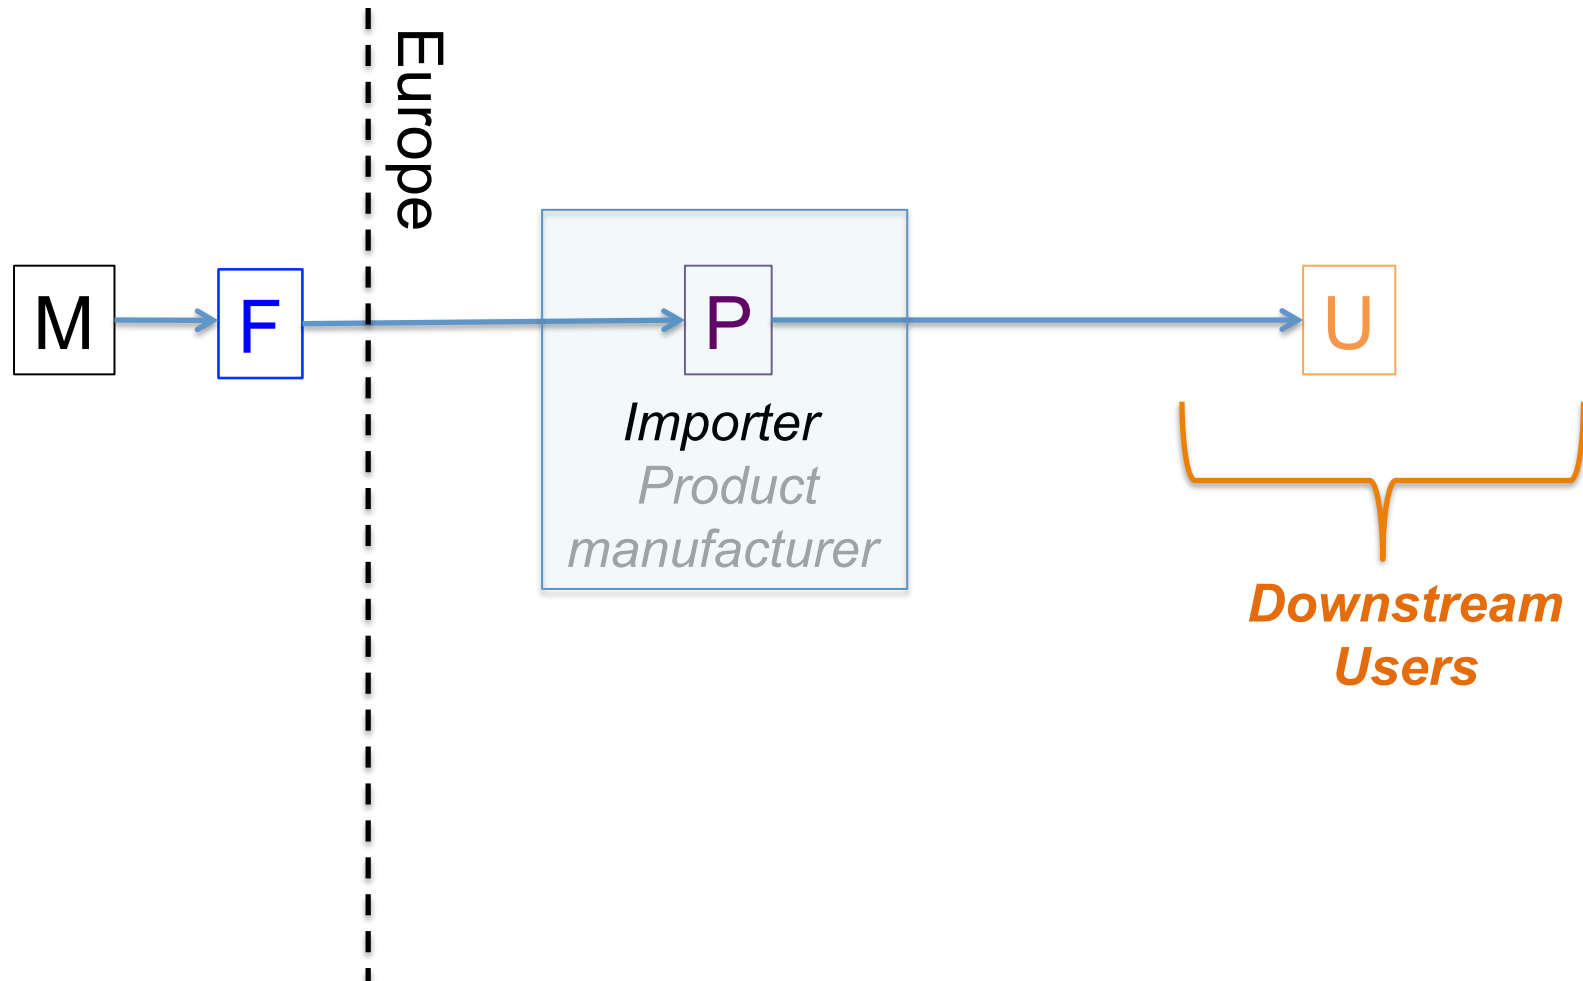 Europe
M
F
P
U
Importer
Product
manufacturer
Downstream
Users